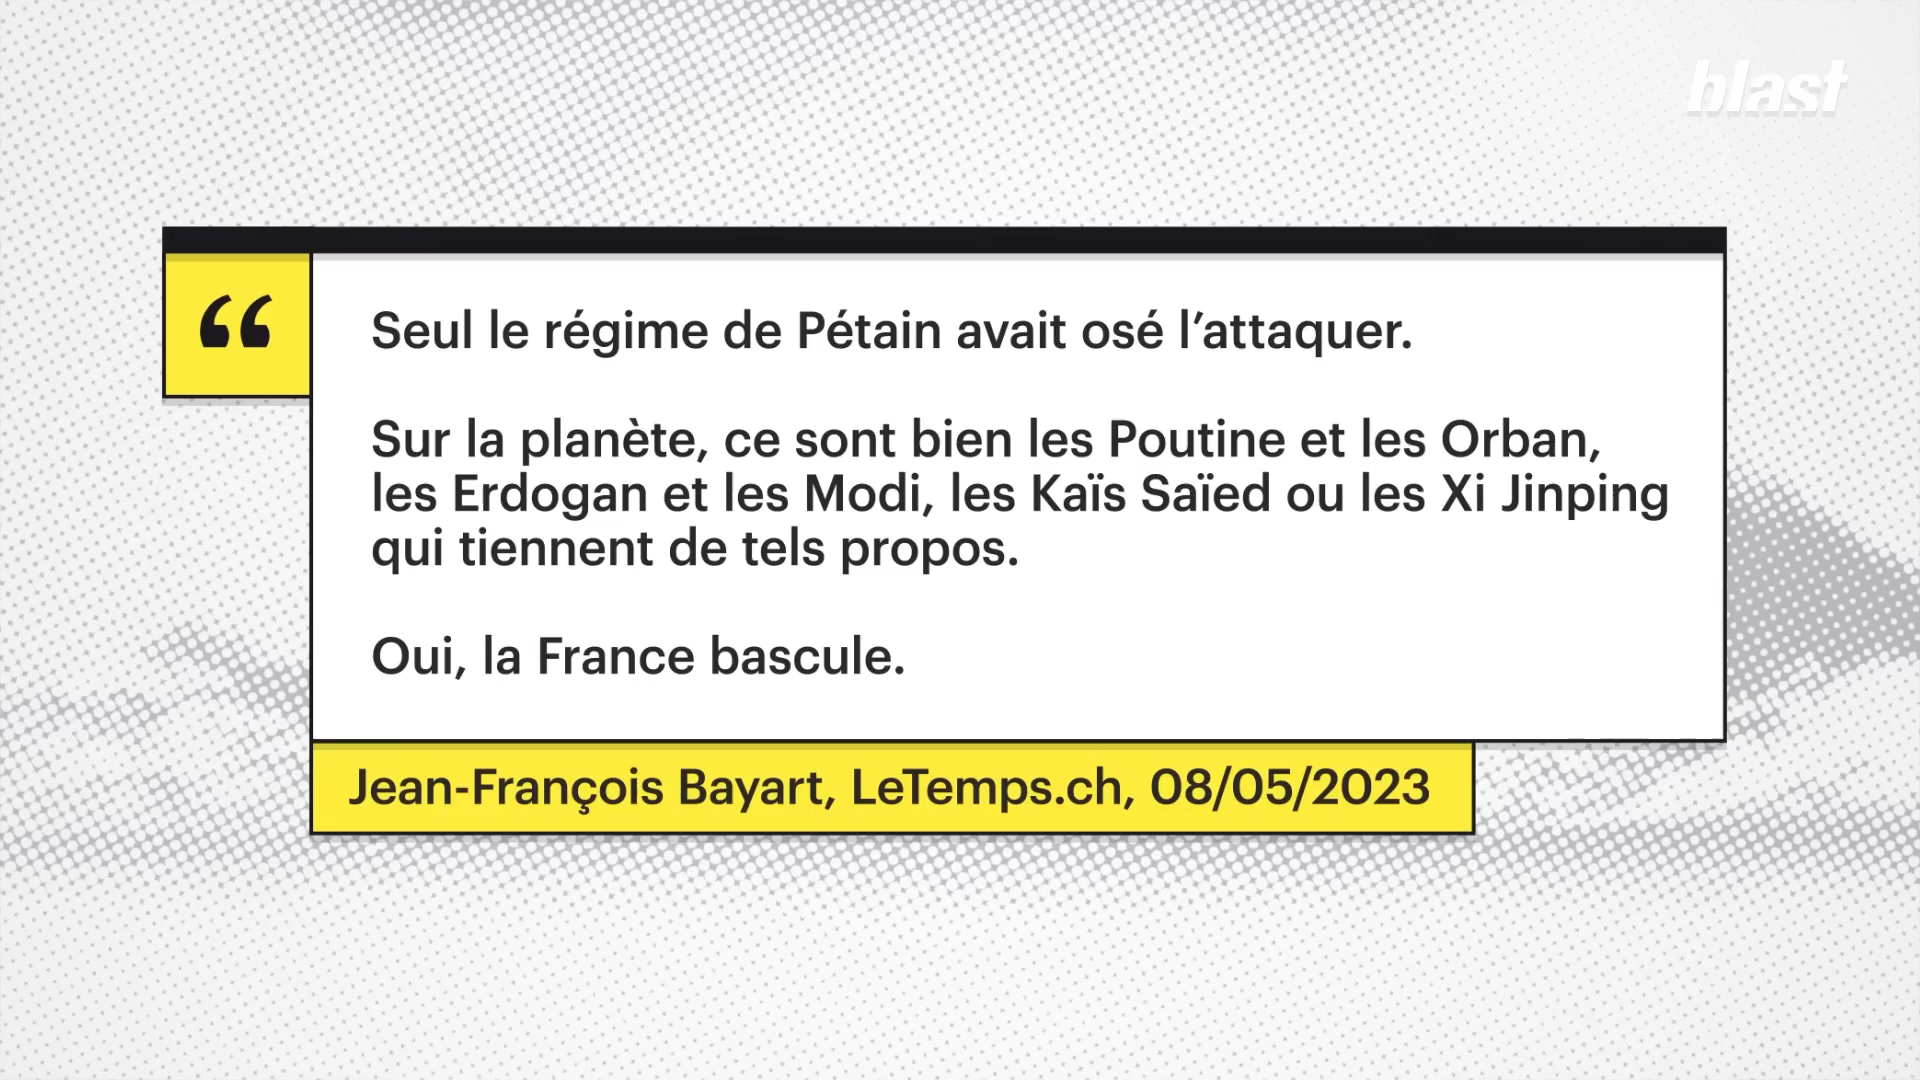 blast
“
Seul le régime de Pétain avait osé l’attaquer.
Sur la planète, ce sont bien les Poutine et les Orban,
les Erdogan et les Modi, les Kaïs Saïed ou les Xi Jinping
qui tiennent de tels propos.
Oui, la France bascule.
Jean-François Bayart, LeTemps.ch, 08/05/2023